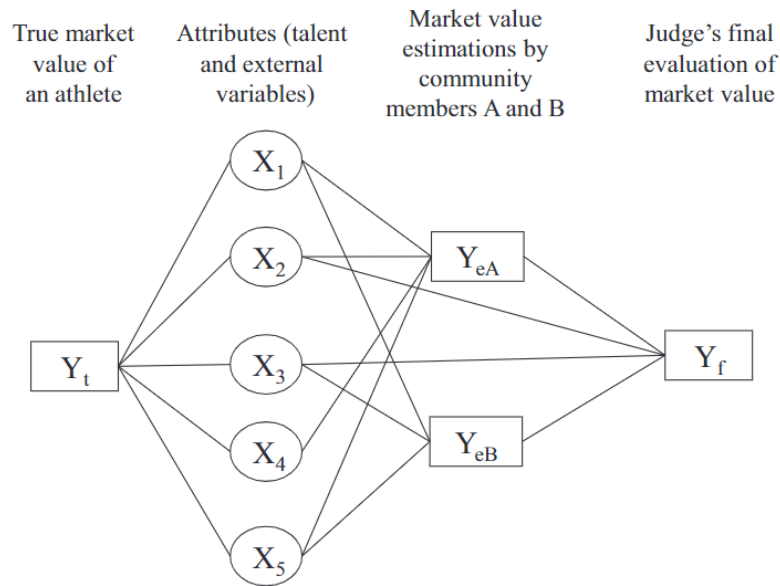 True market
value of
an athlete
Attributes (talent
and external
variables)
Market value
estimations by
community
members A and B
Judge's final
evaluation of
market value
X1
X2
YeA
X3
Yt
Yf
X4
YeB
X5